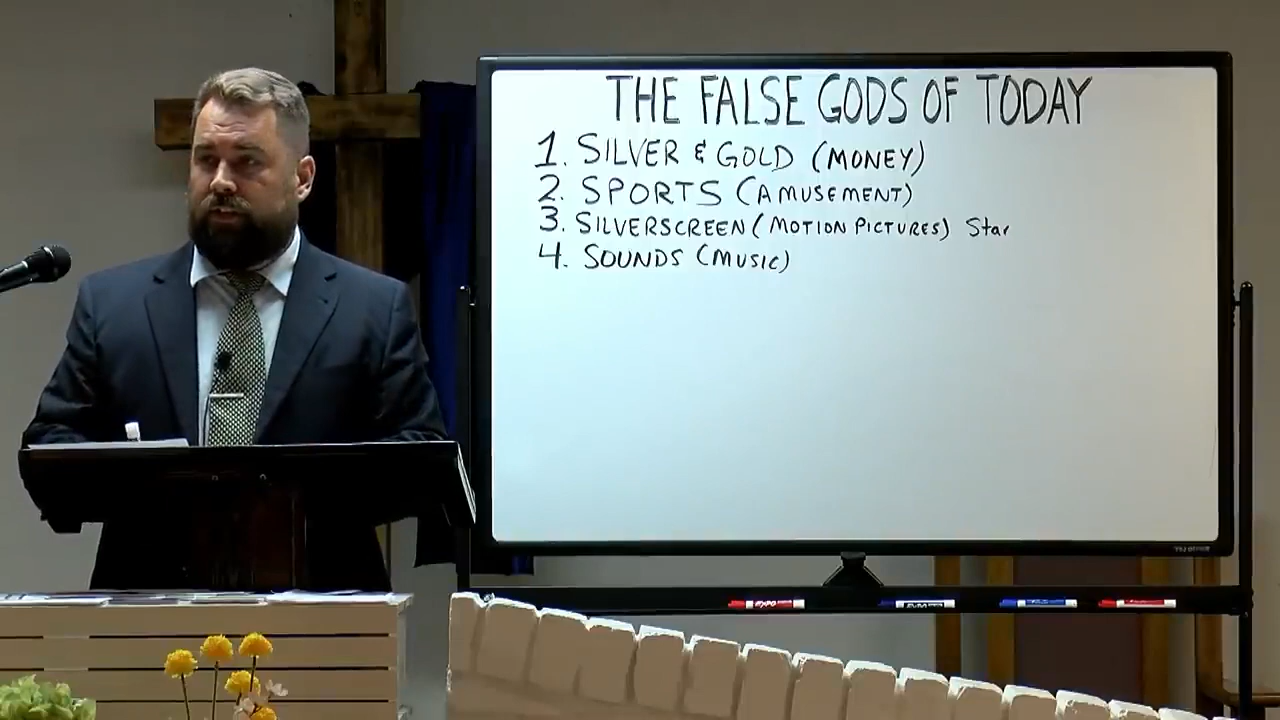 THE FALSE GODS OF TODAY
1. SILVER & GOLD (MONEY)
2. SPORTS (AMUSEMENT)
3. SILVERSCREEN (MOTION PICTURES) Star
4. SOUNDS (MUSIC)
EXPO